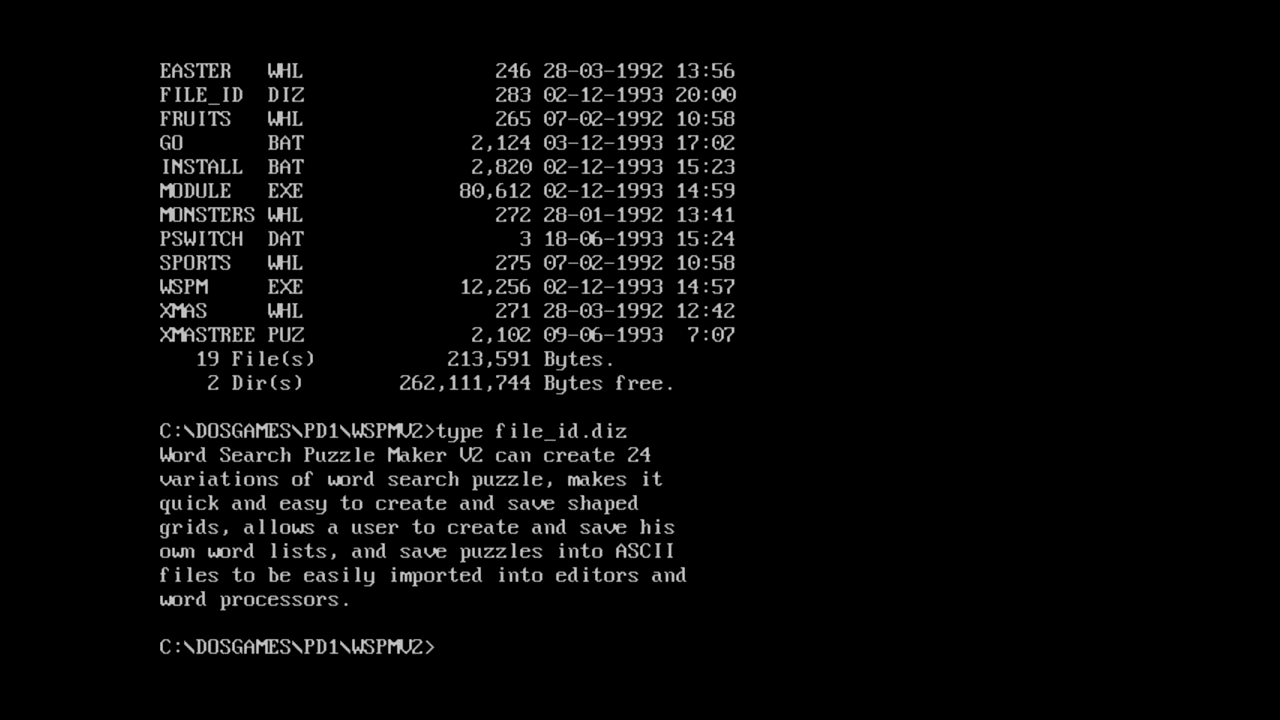 EASTER   WHL                246 28-03-1992 13:56
FILE_ID  DIZ                283 02-12-1993 20:00
FRUITS   WHL                265 07-02-1992 10:58
GO       BAT              2,124 03-12-1993 17:02
INSTALL  BAT              2,820 02-12-1993 15:23
MODULE   EXE             80,612 02-12-1993 14:59
MONSTERS WHL                272 28-01-1992 13:41
PSWITCH  DAT                  3 18-06-1993 15:24
SPORTS   WHL                275 07-02-1992 10:58
WSPM     EXE             12,256 02-12-1993 14:57
XMAS     WHL                271 28-03-1992 12:42
XMASTREE PUZ              2,102 09-06-1993  7:07
   19 File(s)           213,591 Bytes.
    2 Dir(s)        262,111,744 Bytes free.

C:\DOSGAMES\PD1\WSPMV2>type file_id.diz
Word Search Puzzle Maker V2 can create 24
variations of word search puzzle, makes it
quick and easy to create and save shaped
grids, allows a user to create and save his
own word lists, and save puzzles into ASCII
files to be easily imported into editors and
word processors.

C:\DOSGAMES\PD1\WSPMV2>